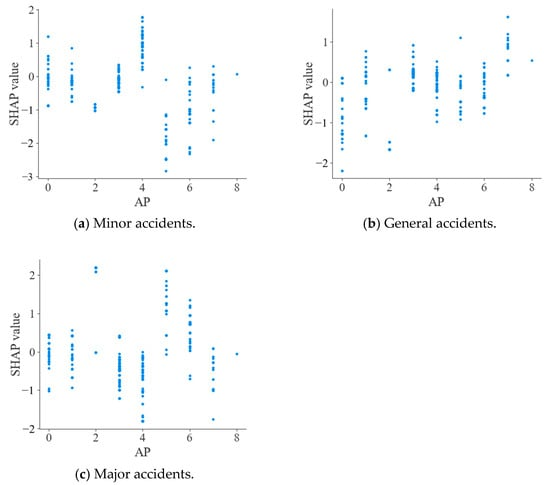 2
1
0
−1
−2
−3
SHAP value
0 2 4 6 8
AP
(a) Minor accidents.
1
0
−1
−2
SHAP value
0 2 4 6 8
AP
(b) General accidents.
2
1
0
−1
−2
SHAP value
0 2 4 6 8
AP
(c) Major accidents.